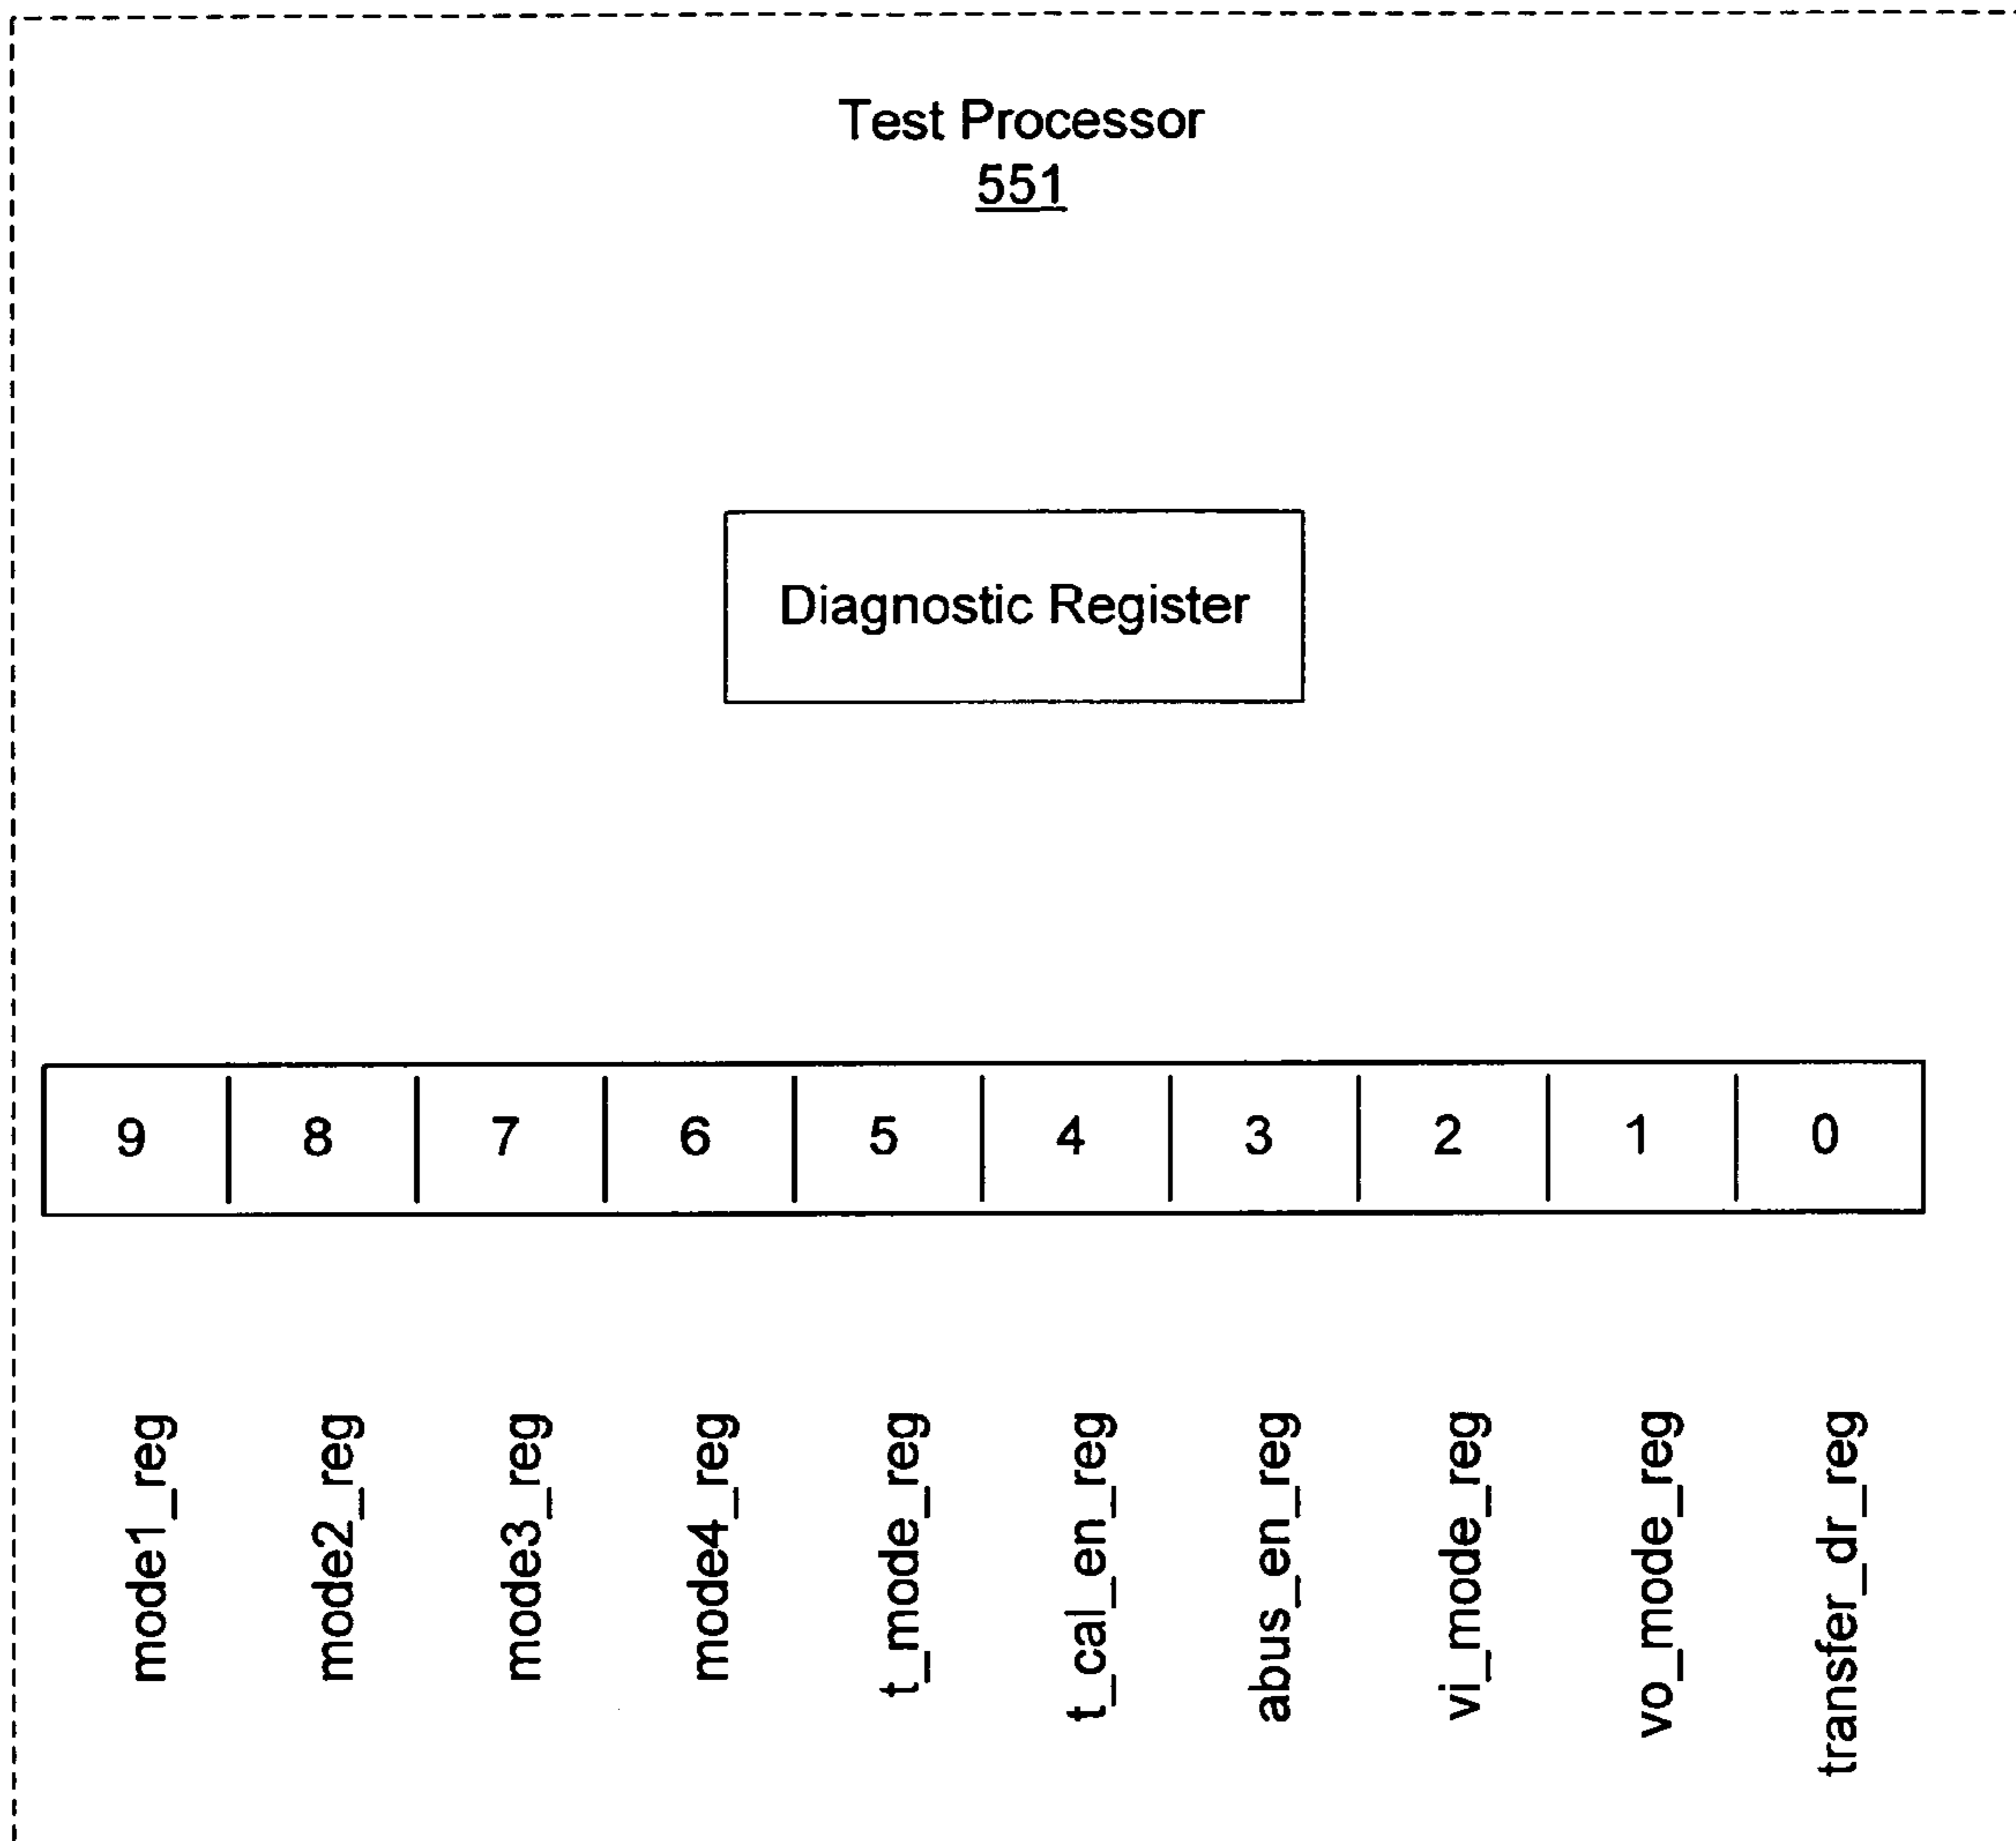 Test Processor
551
Diagnostic Register
9 8 7 6 5 4 3 2 1 0
mode1_reg
mode2_reg
mode3_reg
mode4_reg
t_mode_reg
t_cal_en_reg
abus_en_reg
vi_mode_reg
vo_mode_reg
transfer_dr_reg